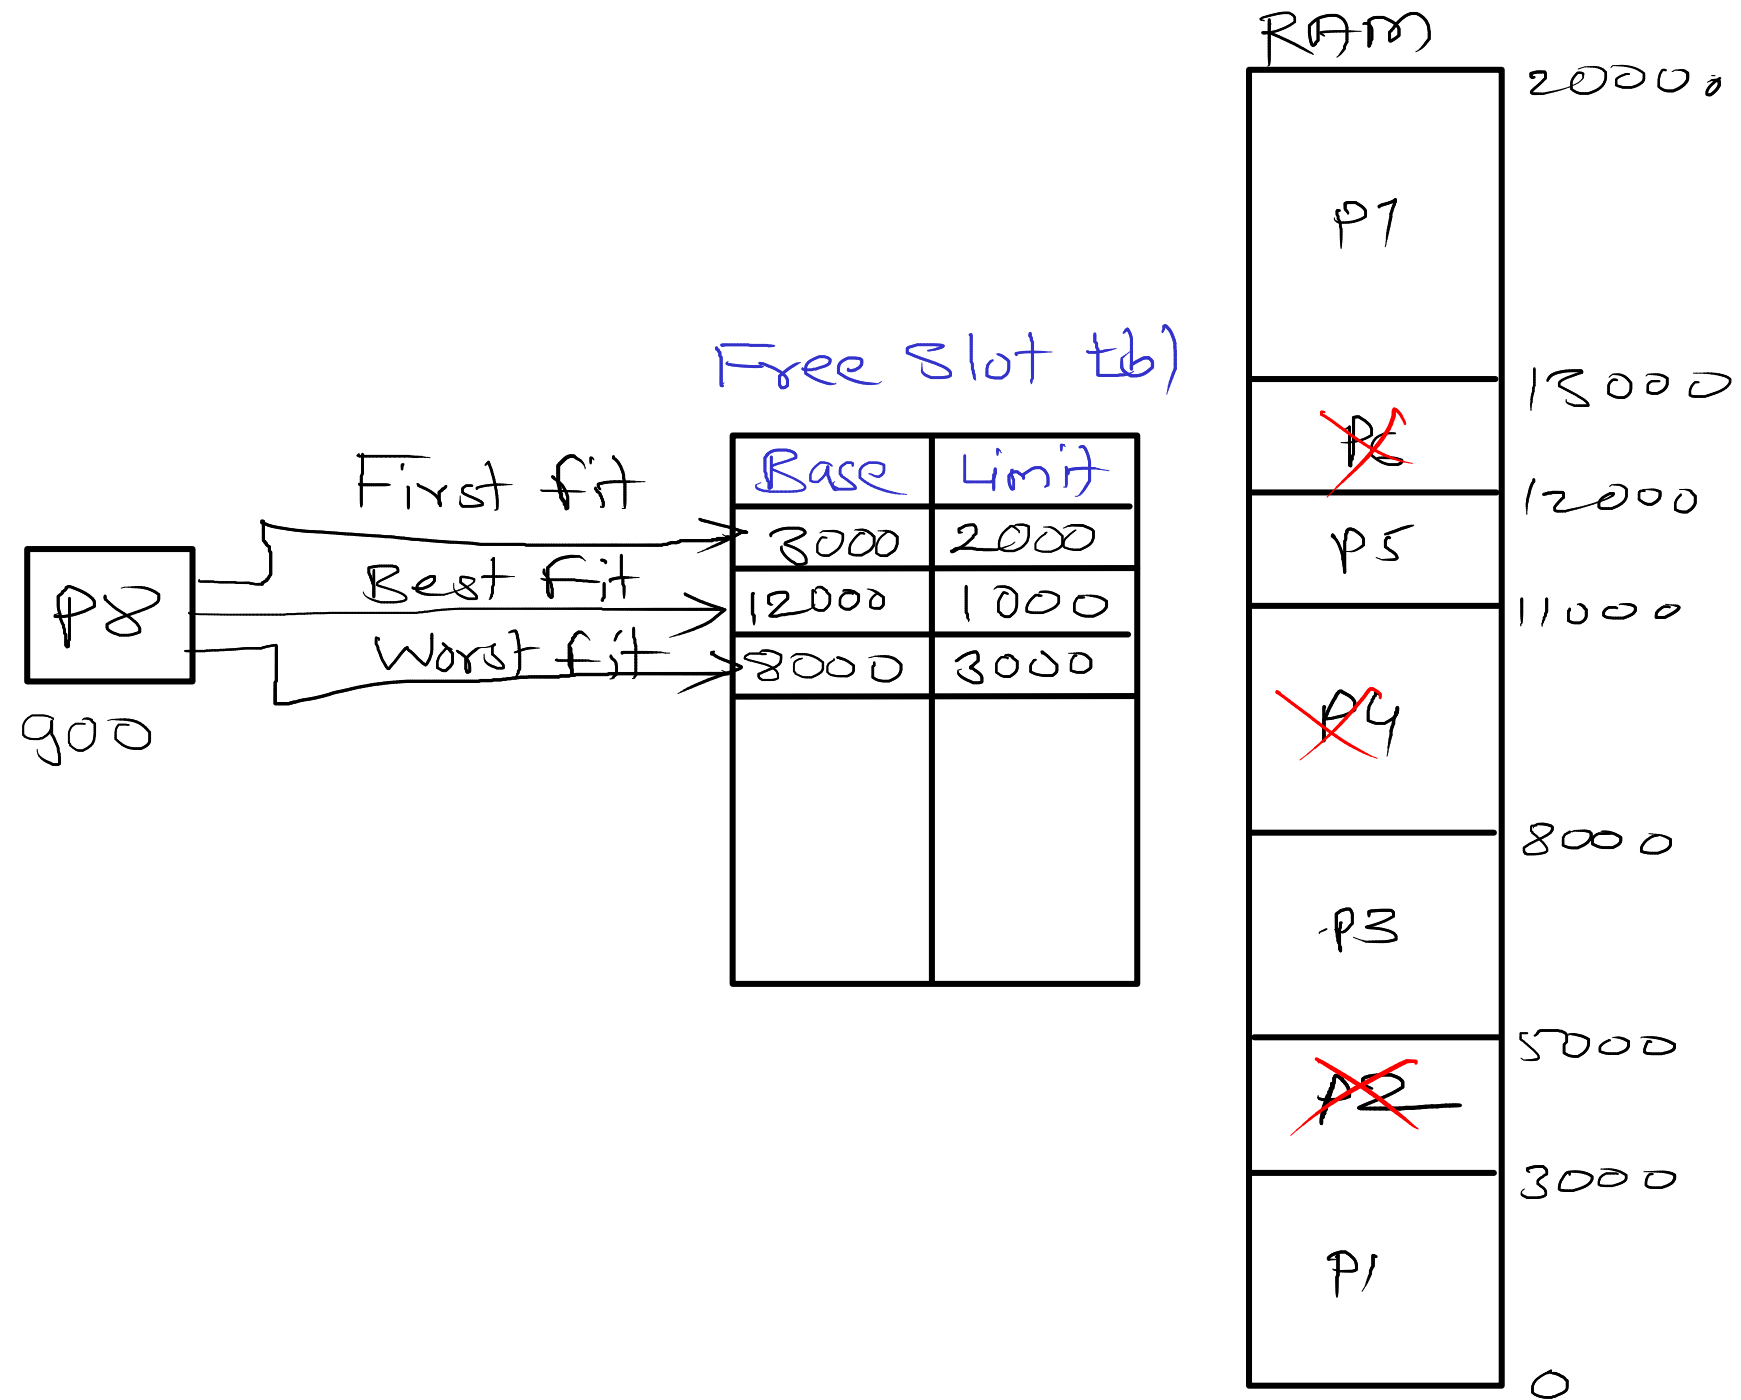 RAM
20000
P7
Free Slot tbl
13000
P6
Base Limit
First fit
12000
3000 2000
P5
Best Fit
P8
12000 1000
11000
Worst fit
8000 3000
P4
900
8000
P3
5000
P2
3000
P1
0